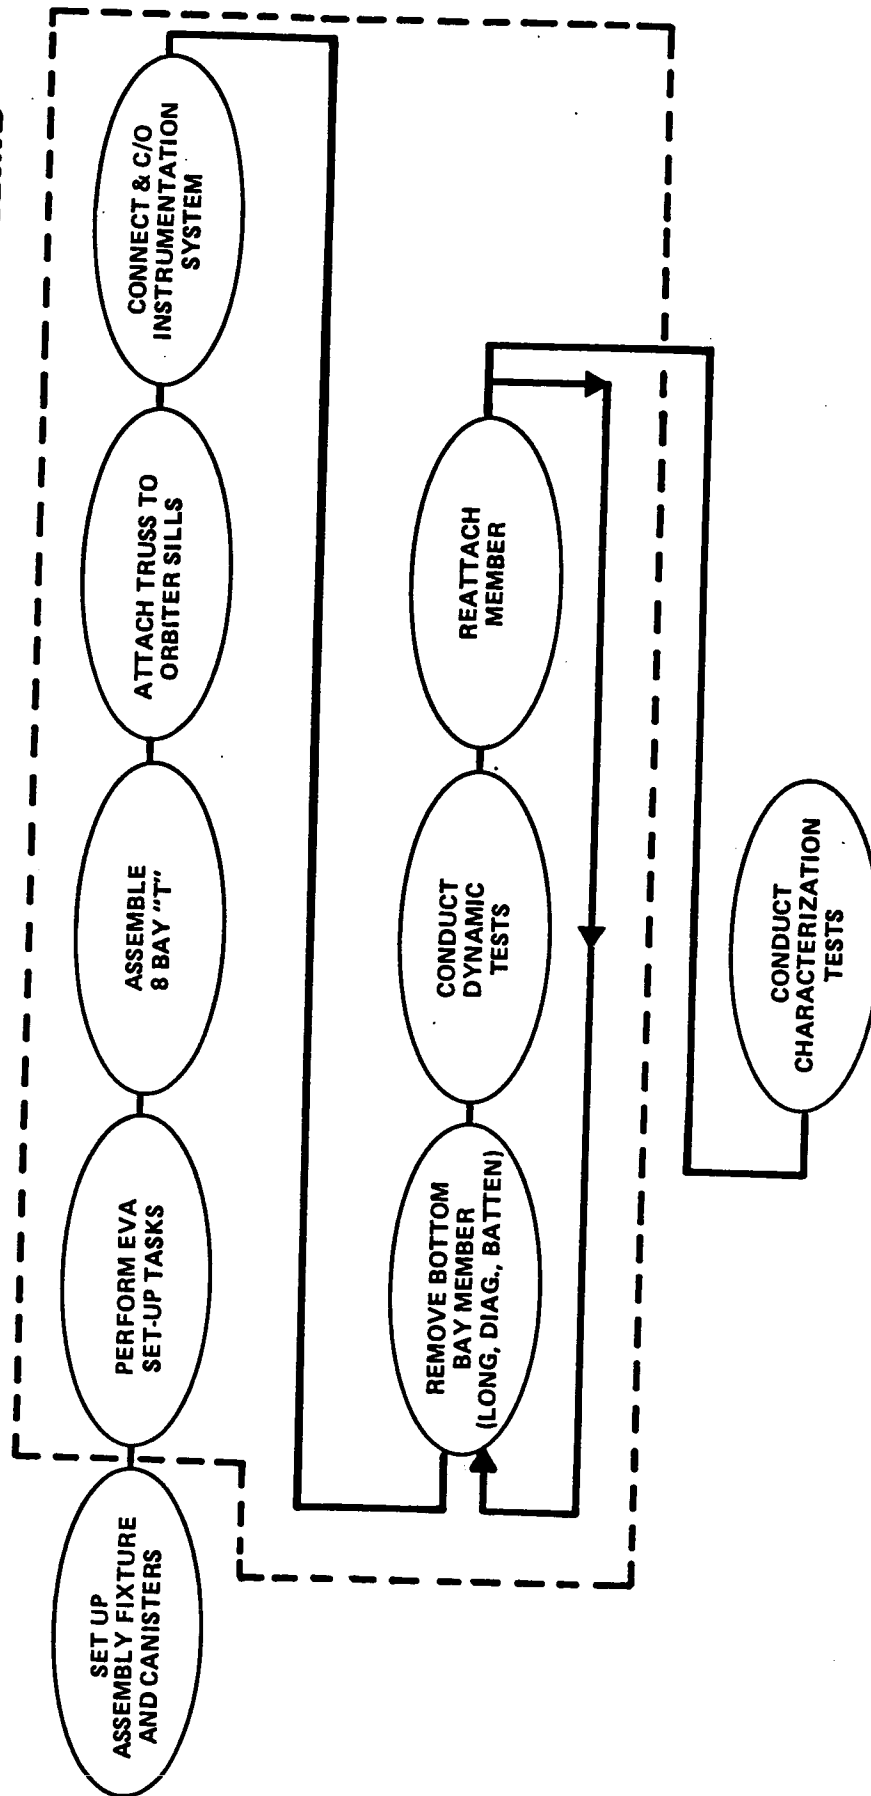 SET UP
ASSEMBLY FIXTURE
AND CANISTERS
PERFORM EVA
SET-UP TASKS
ASSEMBLE
8 BAY "T"
ATTACH TRUSS TO
ORBITER SILLS
CONNECT & C/O
INSTRUMENTATION
SYSTEM
REMOVE BOTTOM
BAY MEMBER
(LONG, DIAG., BATTEN)
CONDUCT
DYNAMIC
TESTS
REATTACH
MEMBER
CONDUCT
CHARACTERIZATION
TESTS